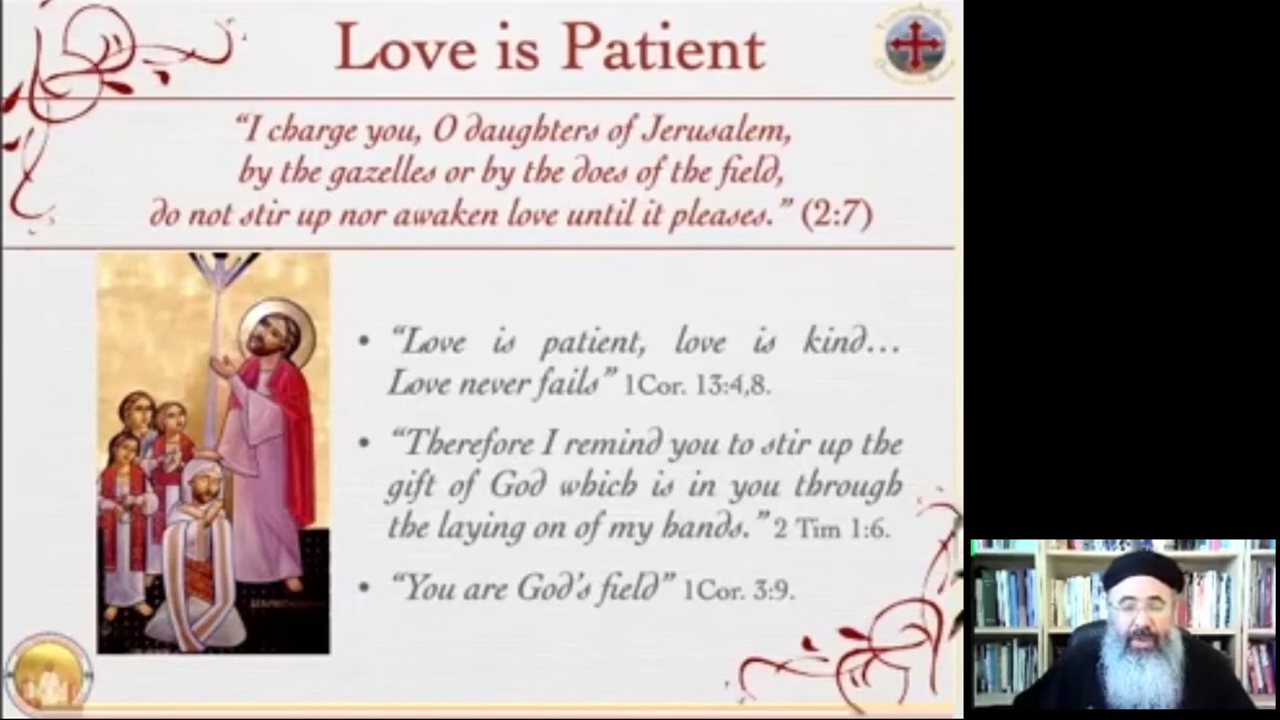 Love is Patient
“I charge you, O daughters of Jerusalem,
by the gazelles or by the does of the field,
do not stir up nor awaken love until it pleases.” (2:7)
• “Love is patient, love is kind…
Love never fails” 1Cor. 13:4,8.
• “Therefore I remind you to stir up the
gift of God which is in you through
the laying on of my hands.” 2 Tim 1:6.
• “You are God’s field” 1Cor. 3:9.